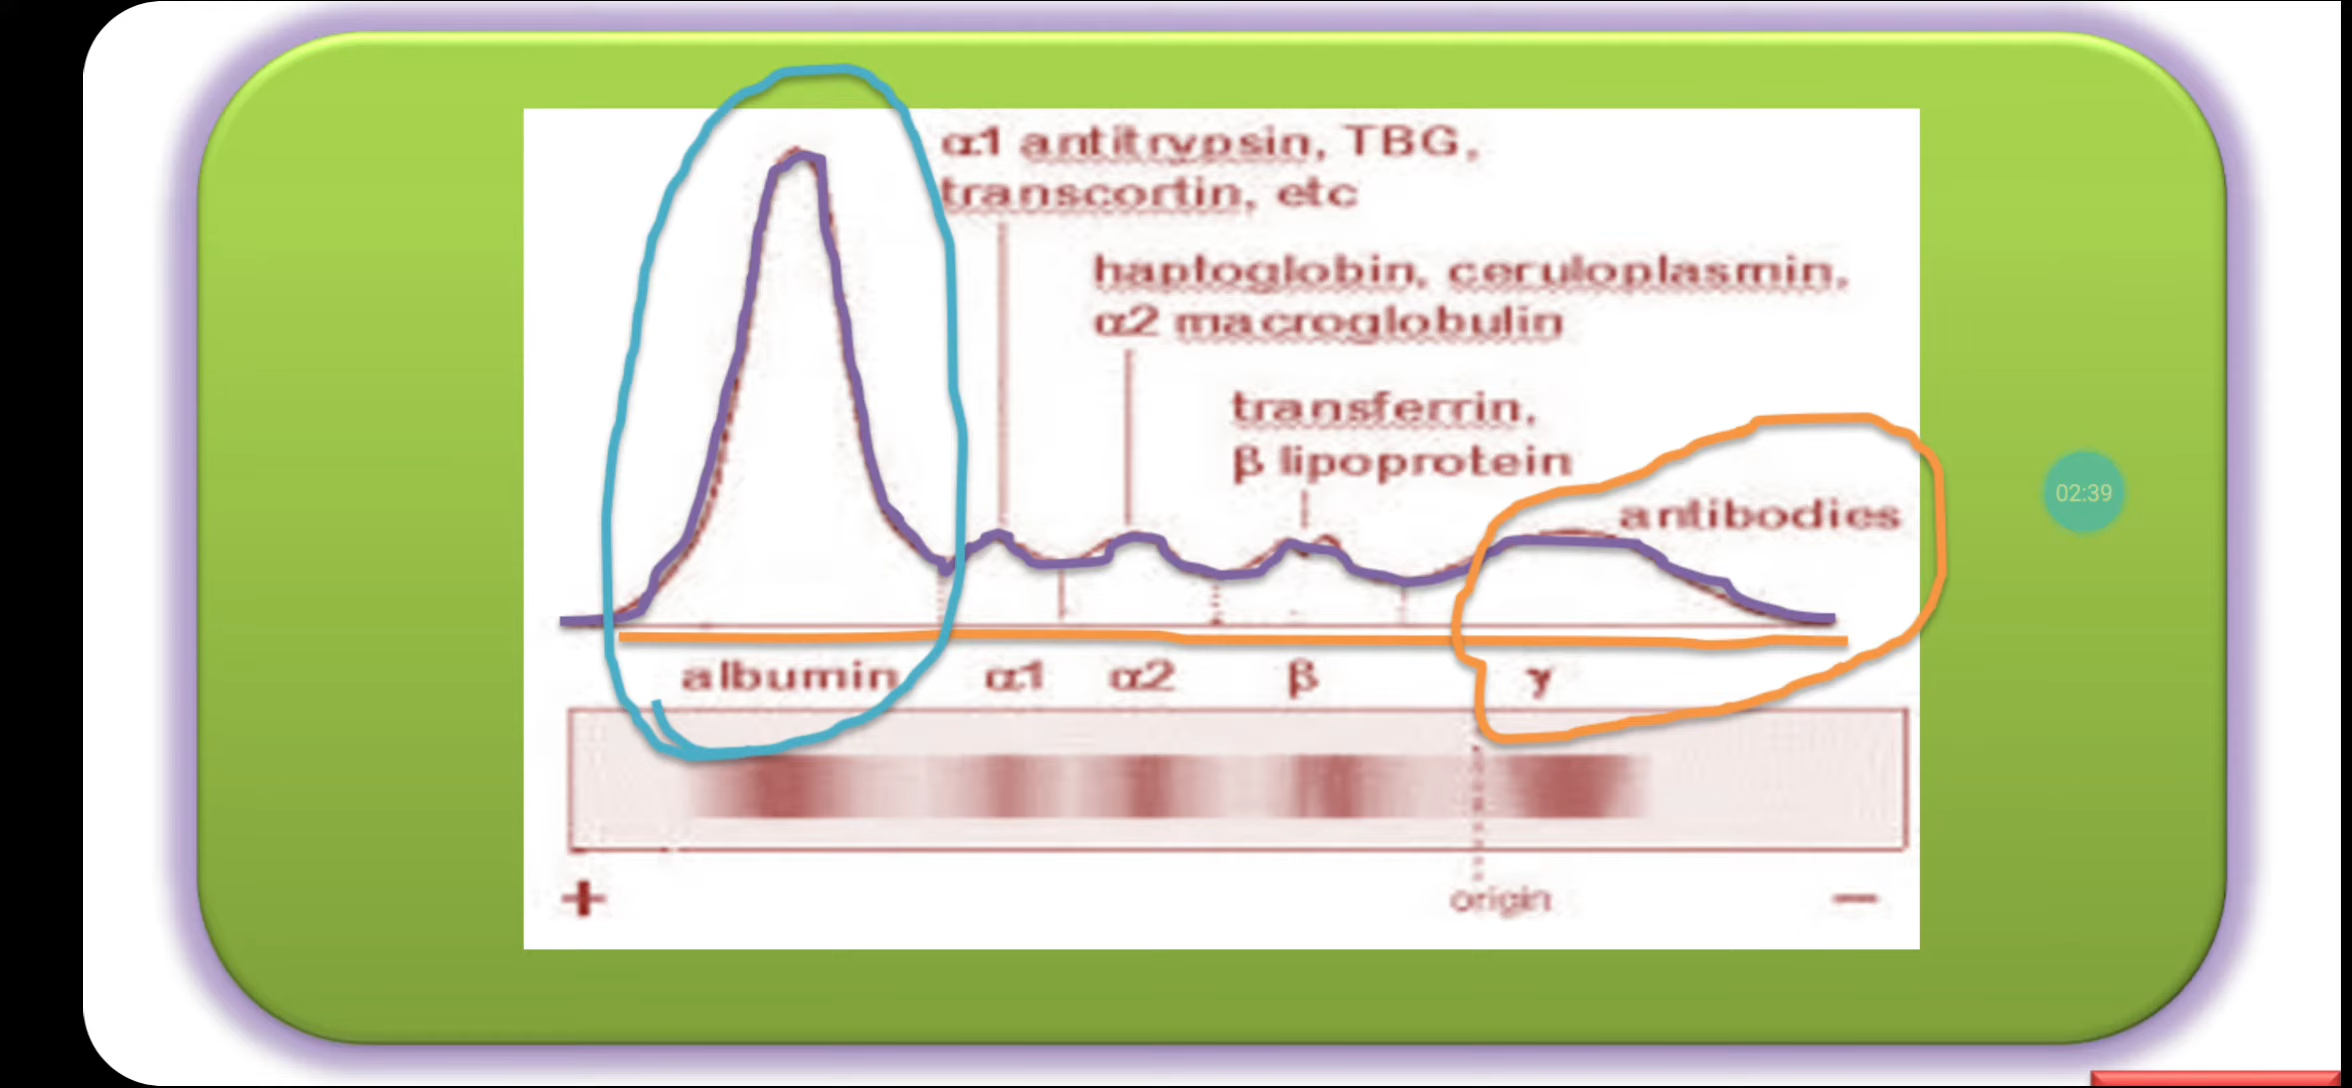 α1 antitrypsin, TBG,
transcortin, etc
haptoglobin, ceruloplasmin,
α2 macroglobulin
transferrin,
β lipoprotein
antibodies
02:39
albumin α1 α2 β γ
+ origin −